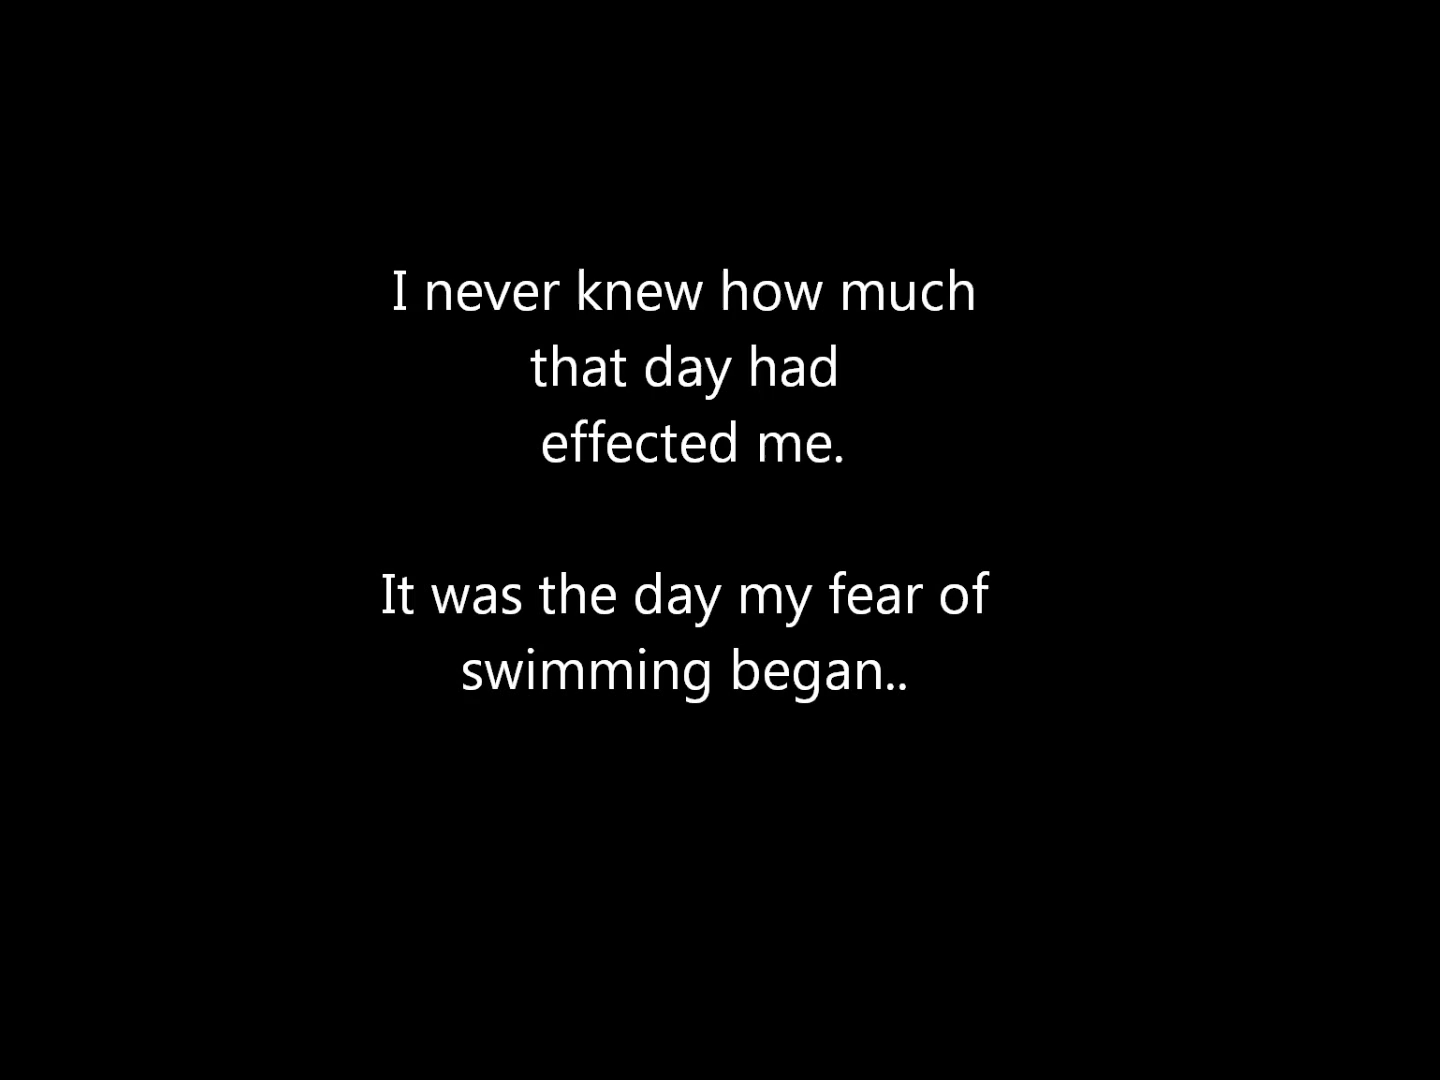 I never knew how much
that day had
effected me.
It was the day my fear of
swimming began..